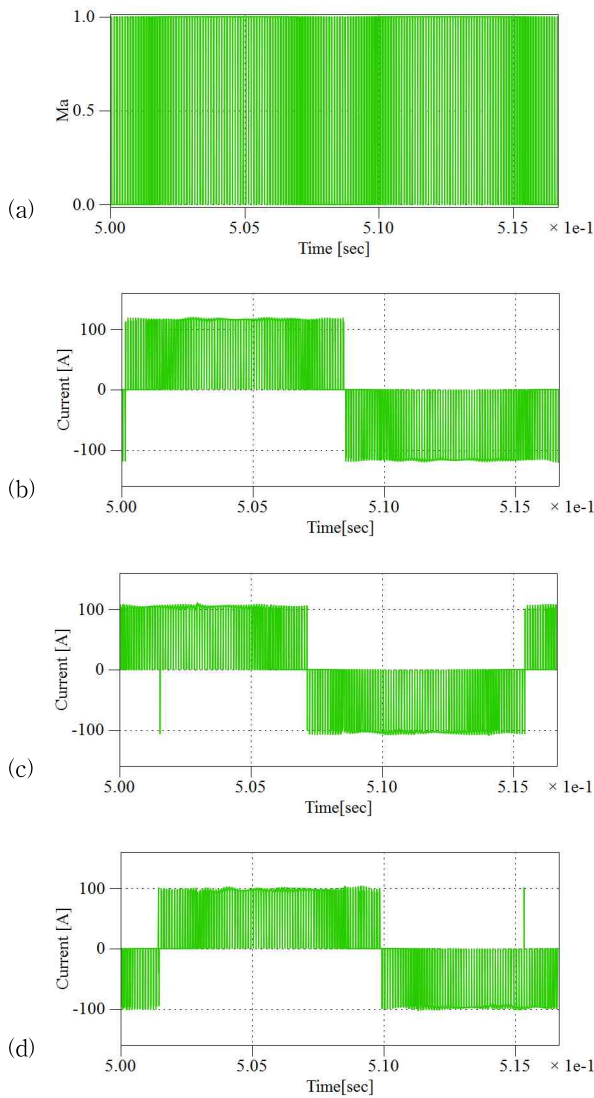 1.0
Ma
0.5
0.0
(a)
5.00 5.05 5.10 5.15 × 1e-1
Time [sec]
100
Current [A]
0
-100
(b)
5.00 5.05 5.10 5.15 × 1e-1
Time[sec]
100
Current [A]
0
-100
(c)
5.00 5.05 5.10 5.15 × 1e-1
Time[sec]
100
Current [A]
0
-100
(d)
5.00 5.05 5.10 5.15 × 1e-1
Time[sec]